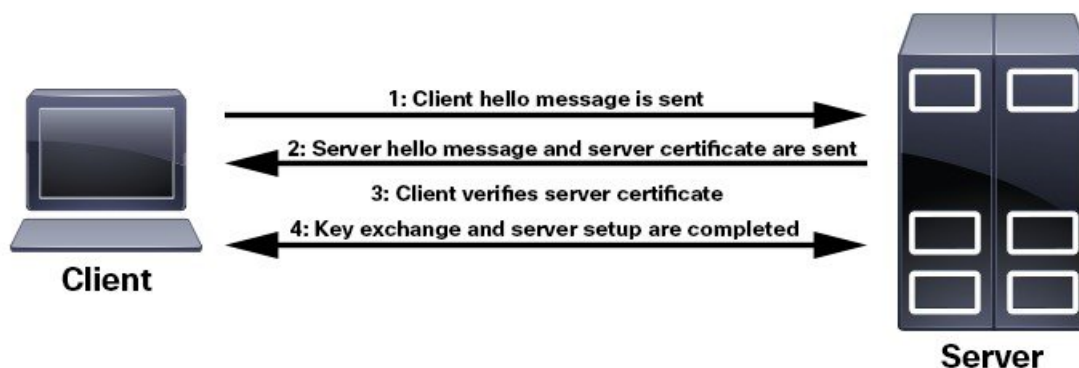 1: Client hello message is sent
2: Server hello message and server certificate are sent
3: Client verifies server certificate
4: Key exchange and server setup are completed
Client
Server